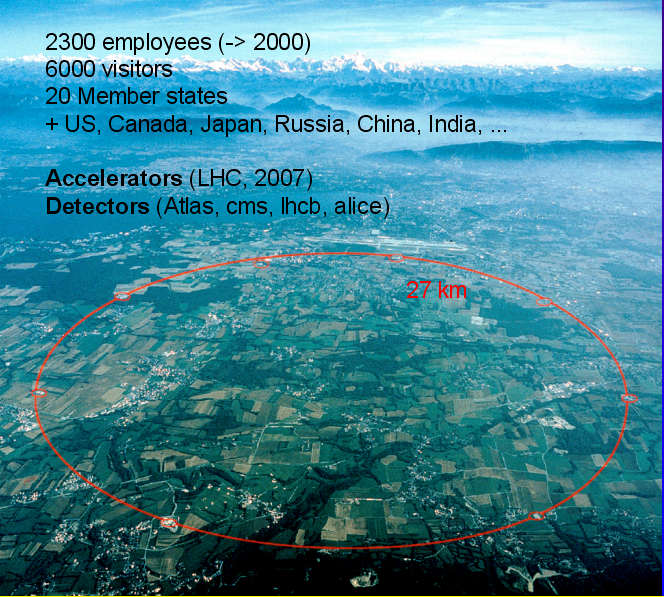 2300 employees (-> 2000)
6000 visitors
20 Member states
+ US, Canada, Japan, Russia, China, India, ...
Accelerators (LHC, 2007)
Detectors (Atlas, cms, lhcb, alice)
27 km